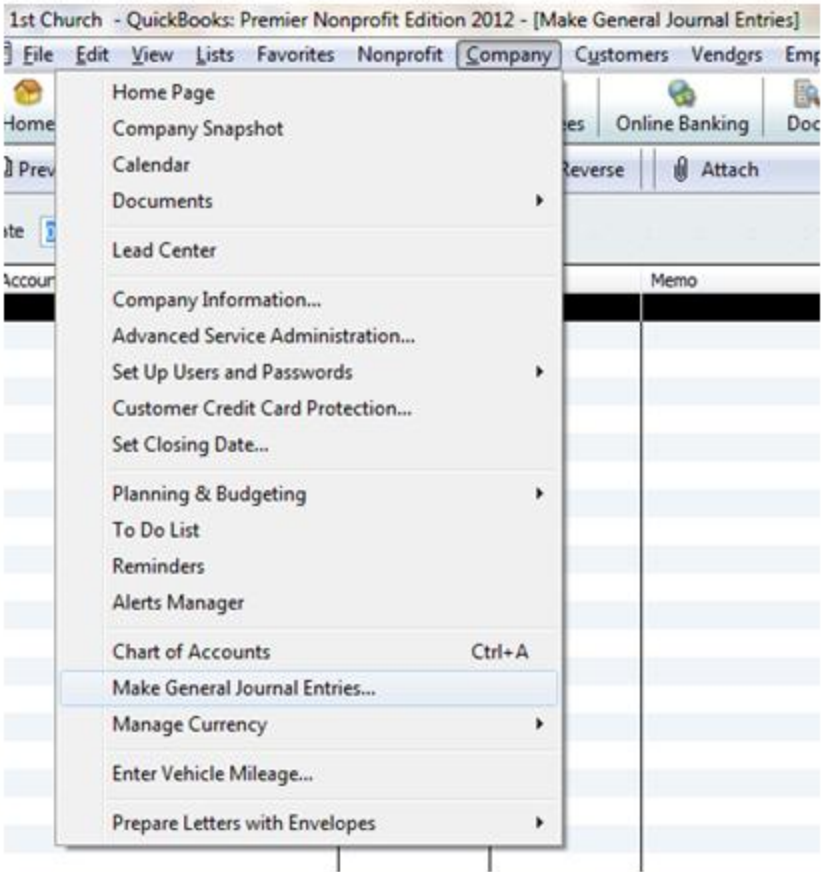 1st Church - QuickBooks: Premier Nonprofit Edition 2012 - [Make General Journal Entries]
File Edit View Lists Favorites Nonprofit Company Customers Vendors Emp
Home Online Banking Doc
Prev Reverse Attach
Memo
Home Page
Company Snapshot
Calendar
Documents
Lead Center
Company Information...
Advanced Service Administration...
Set Up Users and Passwords
Customer Credit Card Protection...
Set Closing Date...
Planning & Budgeting
To Do List
Reminders
Alerts Manager
Chart of Accounts Ctrl+A
Make General Journal Entries...
Manage Currency
Enter Vehicle Mileage...
Prepare Letters with Envelopes